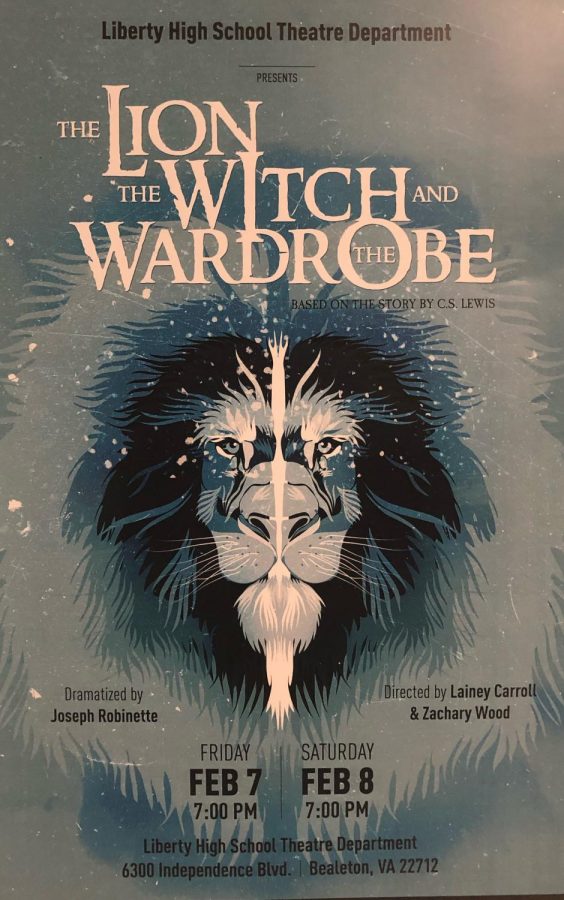 Liberty High School Theatre Department
PRESENTS
THE LION
THE WITCH AND
WARDROBE THE
BASED ON THE STORY BY C.S. LEWIS
Dramatized by
Joseph Robinette
Directed by Lainey Carroll
& Zachary Wood
FRIDAY
FEB 7
7:00 PM
SATURDAY
FEB 8
7:00 PM
Liberty High School Theatre Department
6300 Independence Blvd. | Bealeton, VA 22712